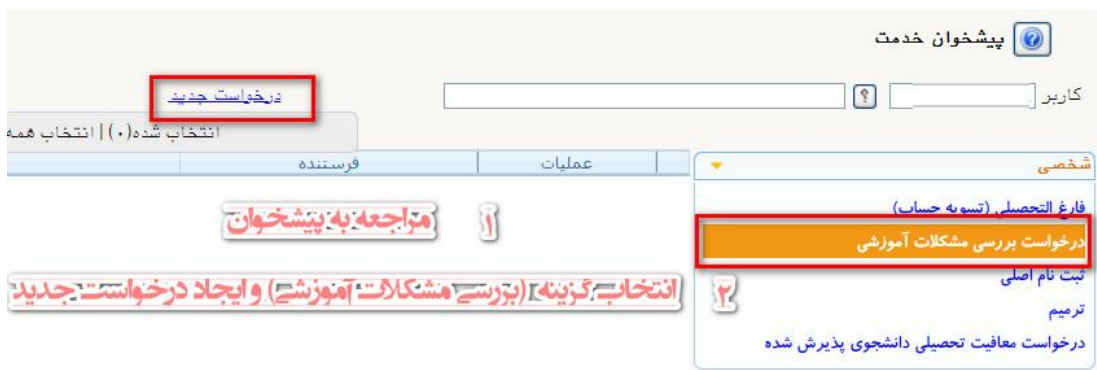 پیشخوان خدمت
کاربر
درخواست جدید
انتخاب شده(۰) | انتخاب همه
شخصی
عملیات
فرستنده
فارغ التحصیلی (تسویه حساب)
درخواست بررسی مشکلات آموزشی
ثبت نام اصلی
ترمیم
درخواست معافیت تحصیلی دانشجوی پذیرش شده
۱ مراجعه به پیشخوان
۲ انتخاب گزینه (بررسی مشکلات آموزشی) و ایجاد درخواست جدید